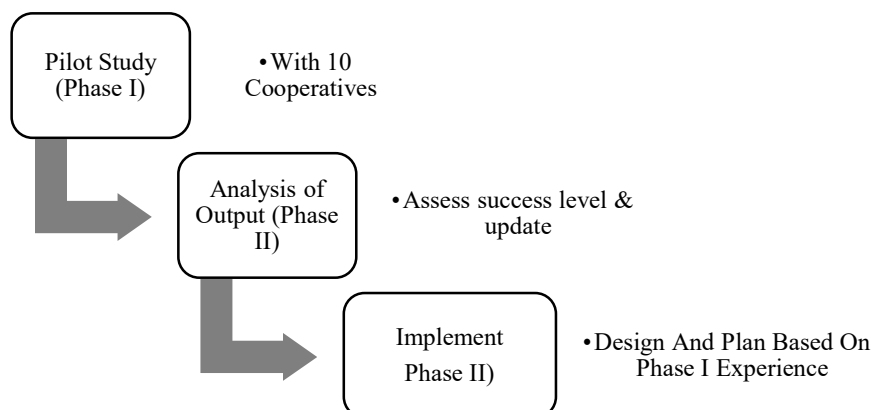 Pilot Study
(Phase I)
•With 10
Cooperatives
Analysis of
Output (Phase
II)
•Assess success level &
update
Implement
Phase II)
•Design And Plan Based On
Phase I Experience